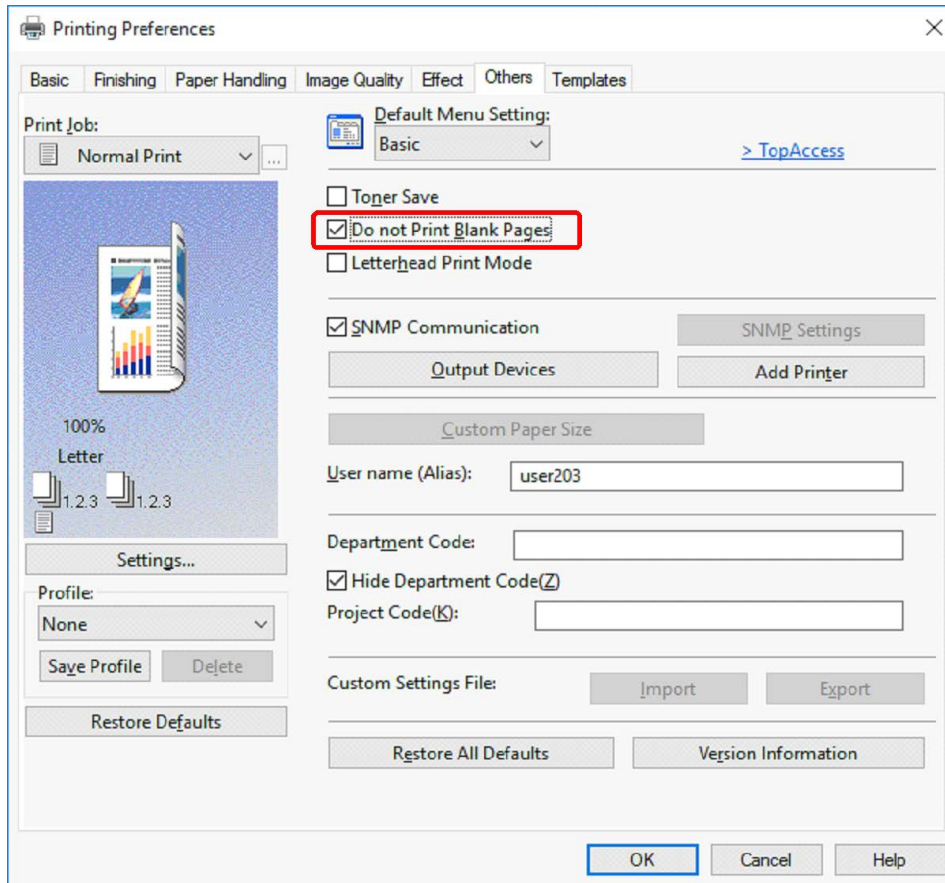 Printing Preferences
Basic Finishing Paper Handling Image Quality Effect Others Templates
Print Job:
Normal Print
...
100%
Letter
1.2.3 1.2.3
Settings...
Profile:
None
Save Profile Delete
Restore Defaults
Default Menu Setting:
Basic
> TopAccess
Toner Save
Do not Print Blank Pages
Letterhead Print Mode
SNMP Communication
SNMP Settings
Output Devices
Add Printer
Custom Paper Size
User name (Alias): user203
Department Code:
Hide Department Code(Z)
Project Code(K):
Custom Settings File: Import Export
Restore All Defaults Version Information
OK Cancel Help